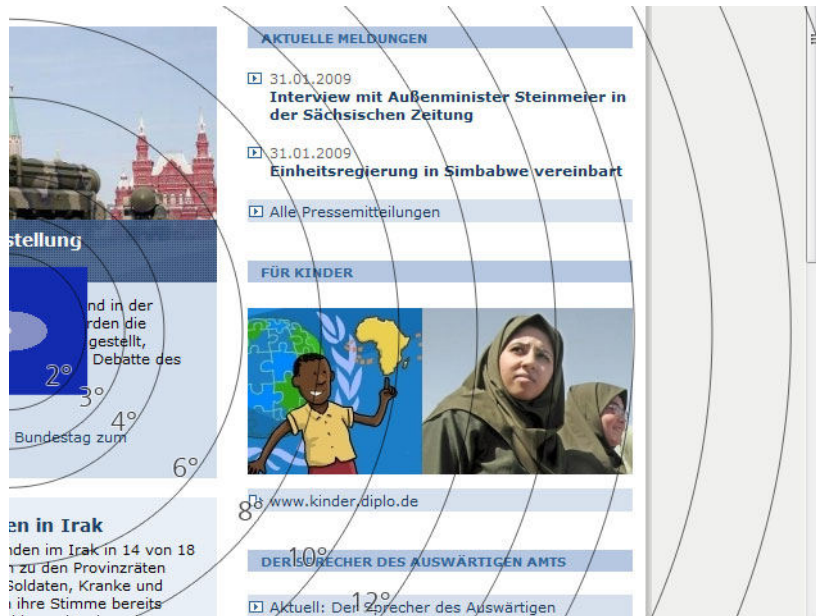 stellung
nd in der
rden die
gestellt,
Debatte des
Bundestag zum
en in Irak
nden im Irak in 14 von 18
zu den Provinzräten
Soldaten, Kranke und
ihre Stimme bereits
AKTUELLE MELDUNGEN
31.01.2009
Interview mit Außenminister Steinmeier in
der Sächsischen Zeitung
31.01.2009
Einheitsregierung in Simbabwe vereinbart
Alle Pressemitteilungen
FÜR KINDER
www.kinder.diplo.de
DER SPRECHER DES AUSWÄRTIGEN AMTS
Aktuell: Der Sprecher des Auswärtigen
2°
3°
4°
6°
8°
10°
12°